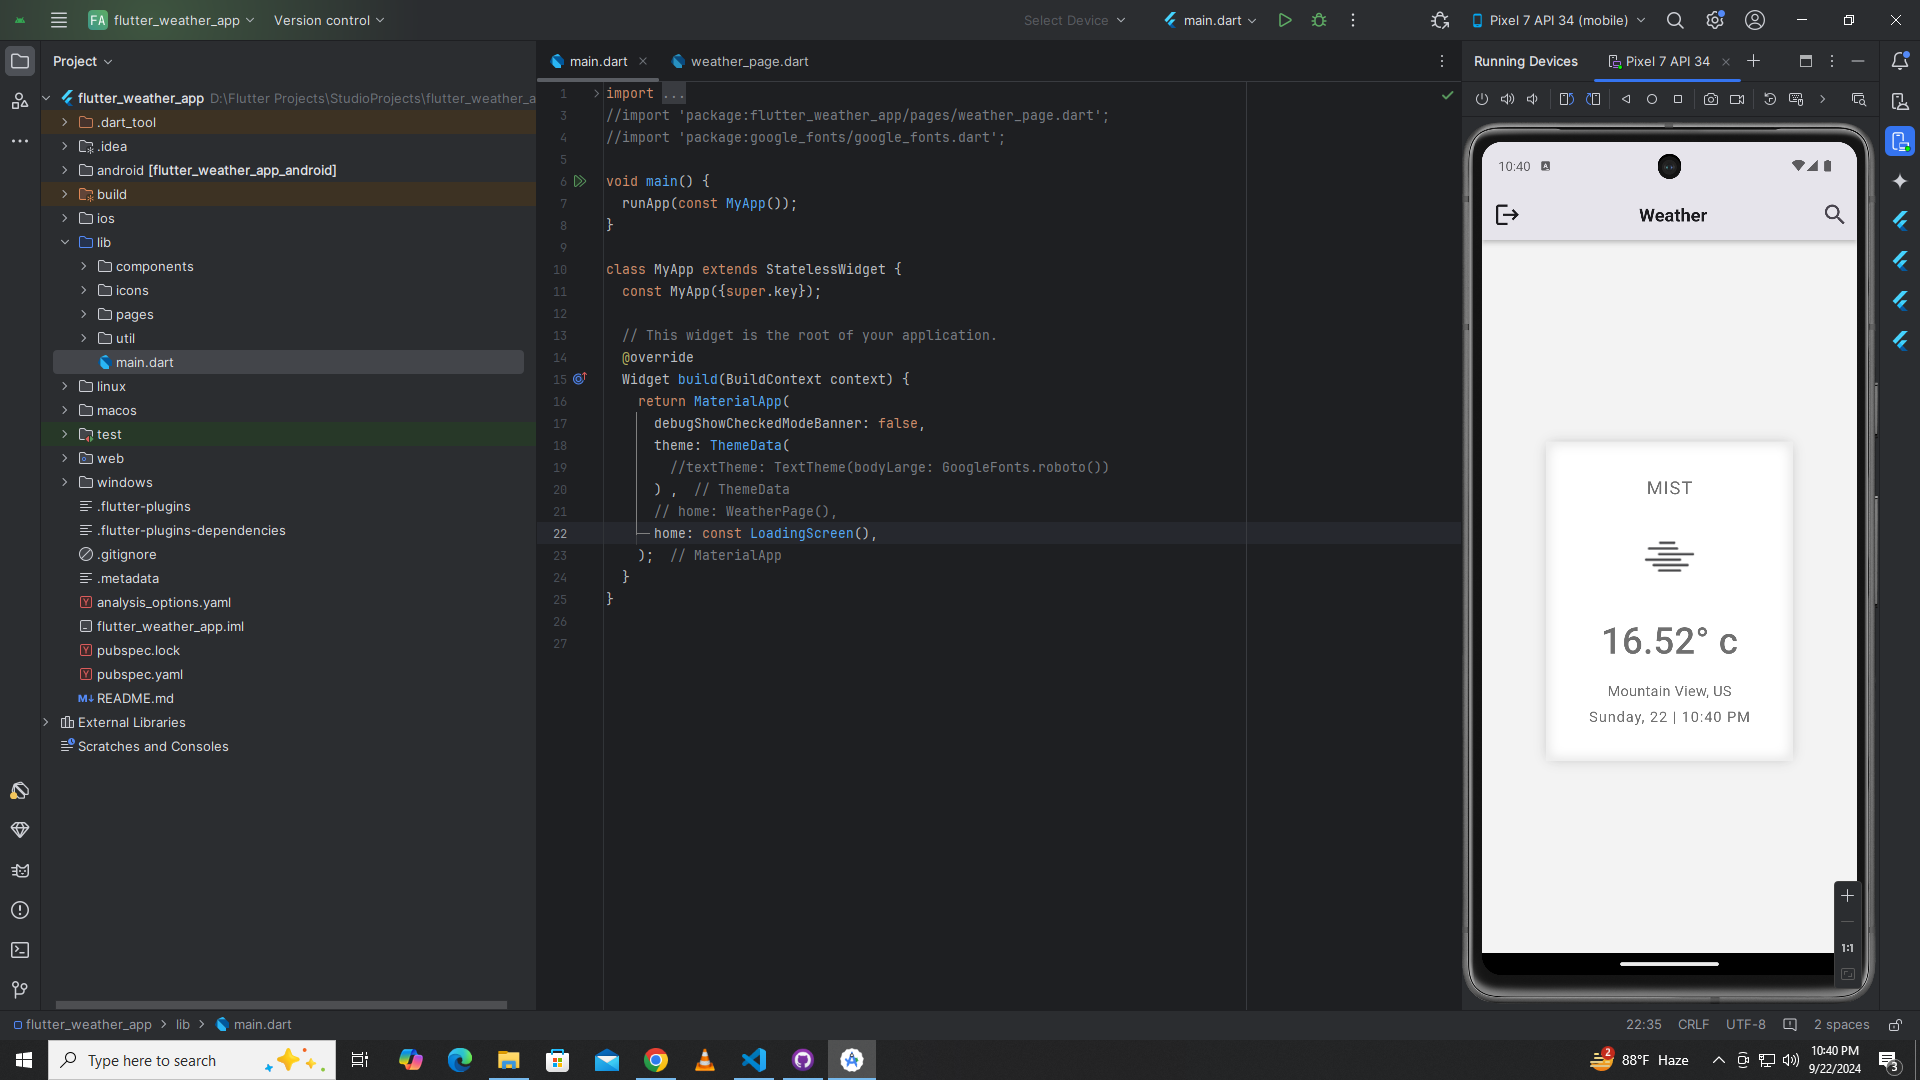 FA flutter_weather_app Version control
Select Device main.dart Pixel 7 API 34 (mobile)
Project
flutter_weather_app D:\Flutter Projects\StudioProjects\flutter_weather_a
.dart_tool
.idea
android [flutter_weather_app_android]
build
ios
lib
components
icons
pages
util
main.dart
linux
macos
test
web
windows
.flutter-plugins
.flutter-plugins-dependencies
.gitignore
.metadata
analysis_options.yaml
flutter_weather_app.iml
pubspec.lock
pubspec.yaml
M↓ README.md
External Libraries
Scratches and Consoles
main.dart weather_page.dart
1 import ...
3 //import 'package:flutter_weather_app/pages/weather_page.dart';
4 //import 'package:google_fonts/google_fonts.dart';
5
6 void main() {
7 runApp(const MyApp());
8 }
9
10 class MyApp extends StatelessWidget {
11 const MyApp({super.key});
12
13 // This widget is the root of your application.
14 @override
15 Widget build(BuildContext context) {
16 return MaterialApp(
17 debugShowCheckedModeBanner: false,
18 theme: ThemeData(
19 //textTheme: TextTheme(bodyLarge: GoogleFonts.roboto())
20 ) , // ThemeData
21 // home: WeatherPage(),
22 home: const LoadingScreen(),
23 ); // MaterialApp
24 }
25 }
26
27
Running Devices Pixel 7 API 34
10:40
Weather
MIST
16.52° c
Mountain View, US
Sunday, 22 | 10:40 PM
1:1
flutter_weather_app > lib > main.dart
22:35 CRLF UTF-8 2 spaces
Type here to search
2 88°F Haze
10:40 PM
9/22/2024
3